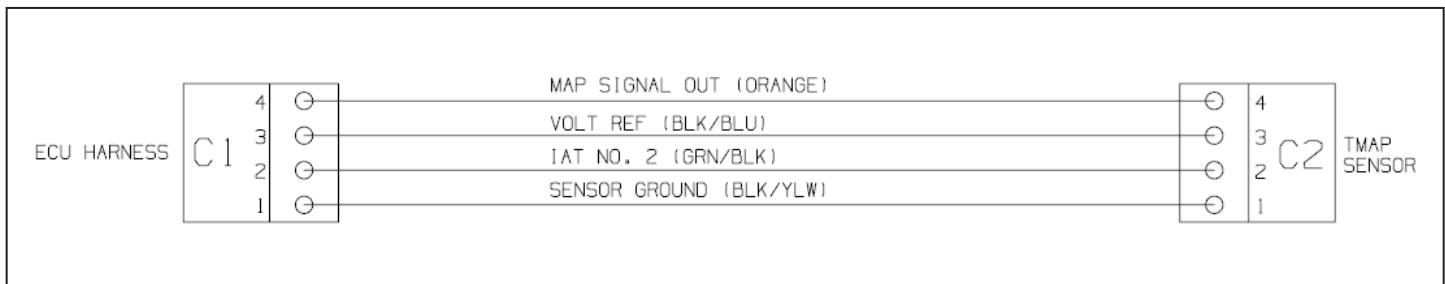 MAP SIGNAL OUT (ORANGE)
4
4
VOLT REF (BLK/BLU)
3
3
ECU HARNESS
C1
C2
TMAP
SENSOR
IAT NO. 2 (GRN/BLK)
2
2
SENSOR GROUND (BLK/YLW)
1
1